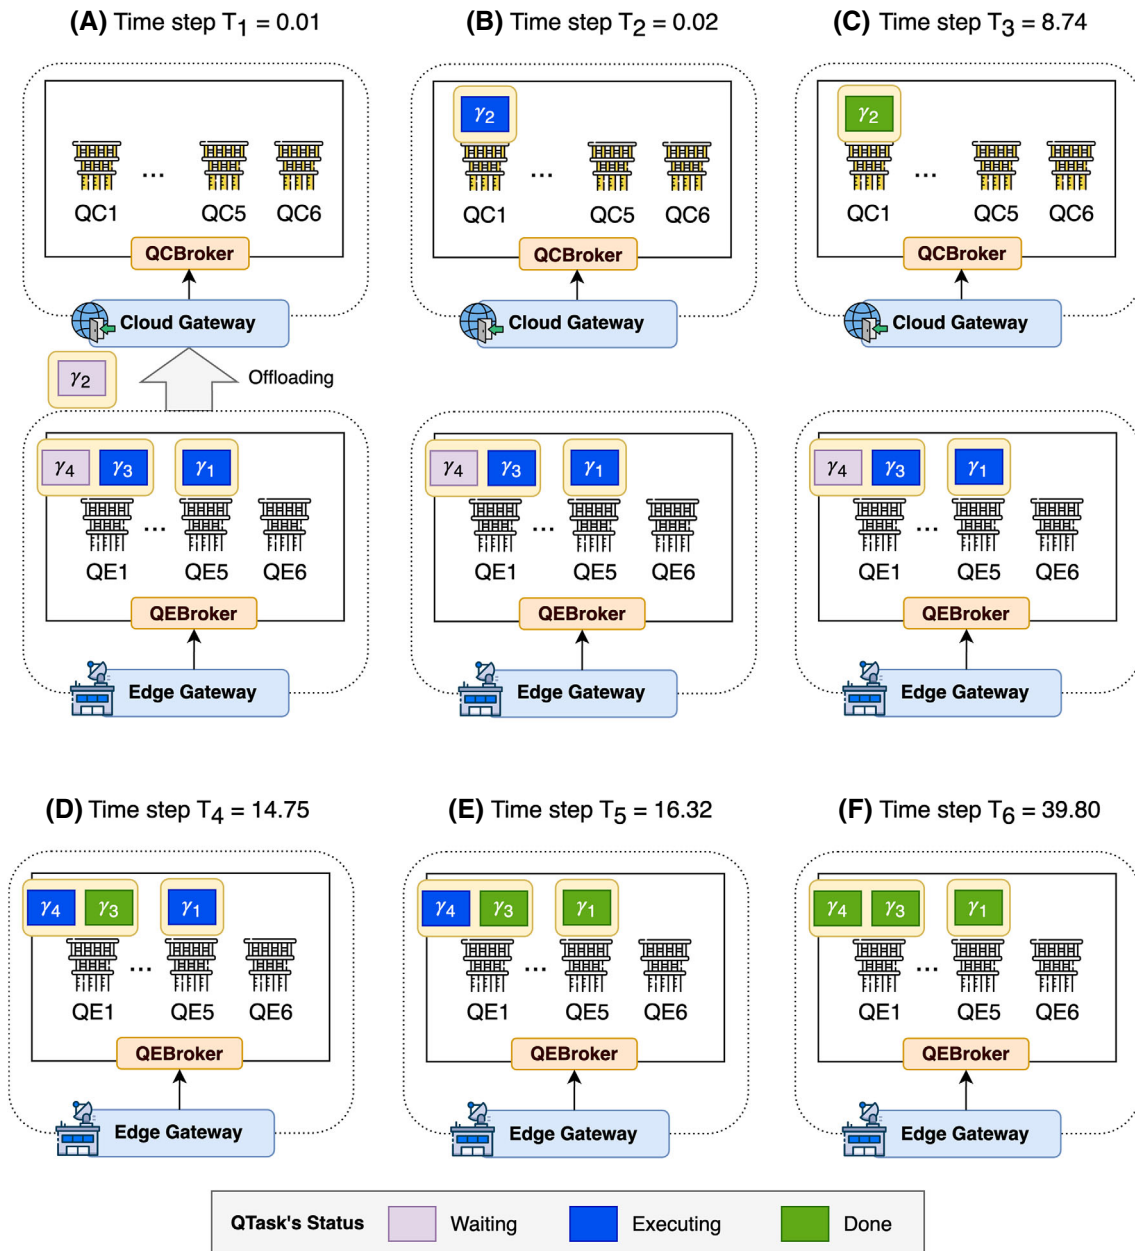 (A) Time step T1 = 0.01
(B) Time step T2 = 0.02
(C) Time step T3 = 8.74
QC1 ... QC5 QC6
QCBroker
Cloud Gateway
γ2
Offloading
γ4 γ3 γ1
QE1 ... QE5 QE6
QEBroker
Edge Gateway
γ2
QC1 ... QC5 QC6
QCBroker
Cloud Gateway
γ4 γ3 γ1
QE1 ... QE5 QE6
QEBroker
Edge Gateway
γ2
QC1 ... QC5 QC6
QCBroker
Cloud Gateway
γ4 γ3 γ1
QE1 ... QE5 QE6
QEBroker
Edge Gateway
(D) Time step T4 = 14.75
(E) Time step T5 = 16.32
(F) Time step T6 = 39.80
γ4 γ3 γ1
QE1 ... QE5 QE6
QEBroker
Edge Gateway
γ4 γ3 γ1
QE1 ... QE5 QE6
QEBroker
Edge Gateway
γ4 γ3 γ1
QE1 ... QE5 QE6
QEBroker
Edge Gateway
QTask's Status Waiting Executing Done